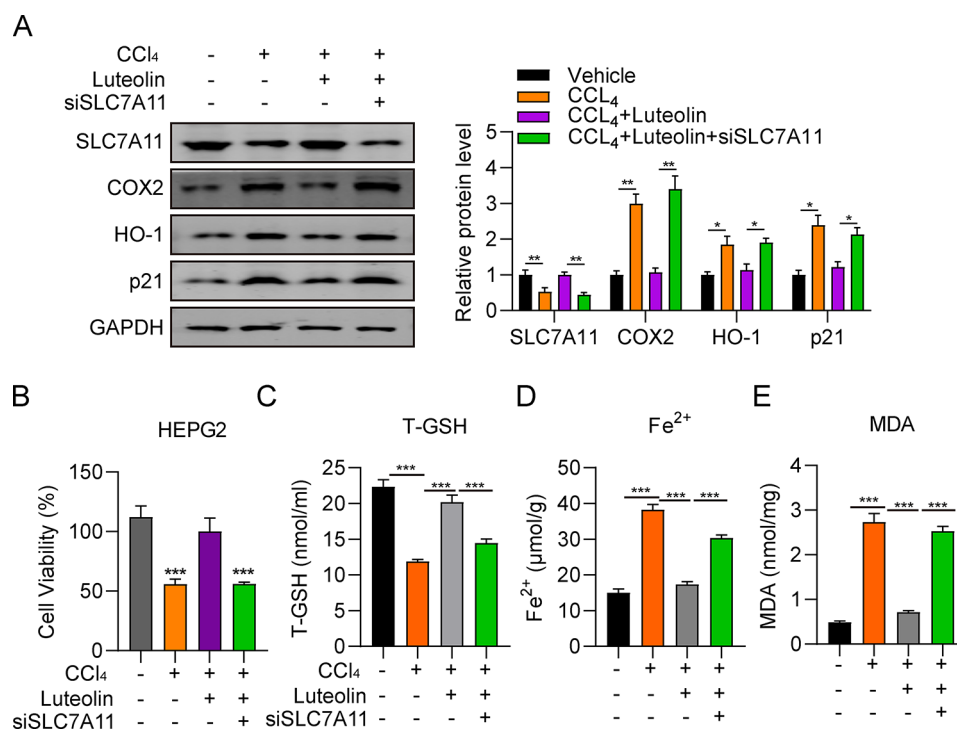 A
CCl₄ - + + +
Luteolin - - + +
siSLC7A11 - - - +
SLC7A11
COX2
HO-1
p21
GAPDH
Vehicle
CCL₄
CCL₄+Luteolin
CCL₄+Luteolin+siSLC7A11
Relative protein level
5
4
3
2
1
0
** ** ** ** * * * *
SLC7A11 COX2 HO-1 p21
B
HEPG2
Cell Viability (%)
150
100
50
0
*** ***
CCl₄ - + + +
Luteolin - - + +
siSLC7A11 - - - +
C
T-GSH
T-GSH (nmol/ml)
25
20
15
10
5
0
*** *** ***
CCl₄ - + + +
Luteolin - - + +
siSLC7A11 - - - +
D
Fe²⁺
Fe²⁺ (μmol/g)
50
40
30
20
10
0
*** *** ***
- + + +
- - + +
- - - +
E
MDA
MDA (nmol/mg)
4
3
2
1
0
*** *** ***
- + + +
- - + +
- - - +